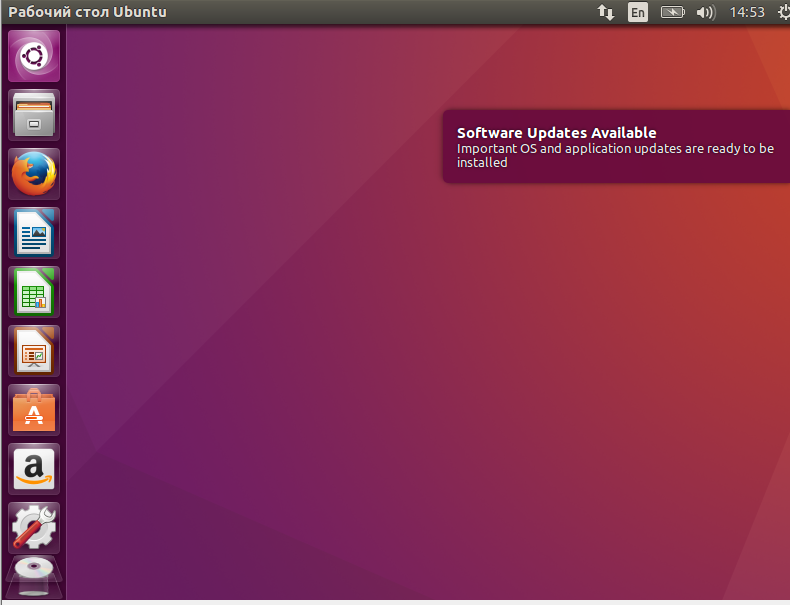 Рабочий стол Ubuntu
En
14:53
Software Updates Available
Important OS and application updates are ready to be
installed